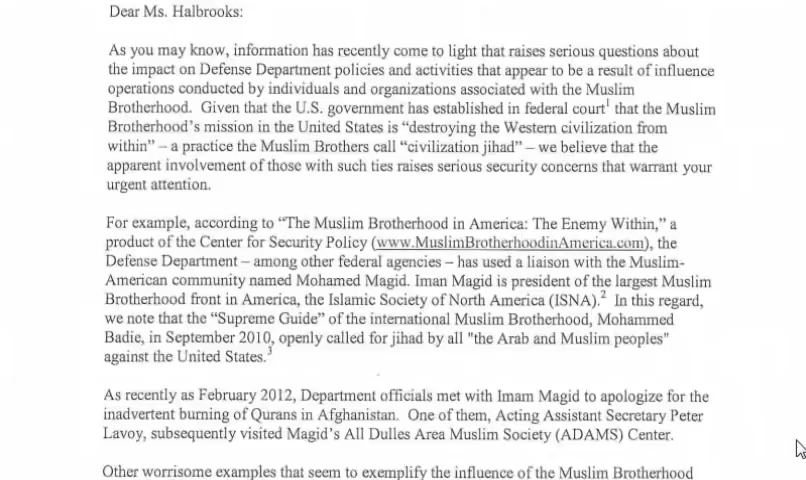 Dear Ms. Halbrooks:
As you may know, information has recently come to light that raises serious questions about
the impact on Defense Department policies and activities that appear to be a result of influence
operations conducted by individuals and organizations associated with the Muslim
Brotherhood. Given that the U.S. government has established in federal court¹ that the Muslim
Brotherhood's mission in the United States is “destroying the Western civilization from
within” – a practice the Muslim Brothers call “civilization jihad” – we believe that the
apparent involvement of those with such ties raises serious security concerns that warrant your
urgent attention.
For example, according to “The Muslim Brotherhood in America: The Enemy Within,” a
product of the Center for Security Policy (www.MuslimBrotherhoodinAmerica.com), the
Defense Department – among other federal agencies – has used a liaison with the Muslim-
American community named Mohamed Magid. Iman Magid is president of the largest Muslim
Brotherhood front in America, the Islamic Society of North America (ISNA).² In this regard,
we note that the “Supreme Guide” of the international Muslim Brotherhood, Mohammed
Badie, in September 2010, openly called for jihad by all "the Arab and Muslim peoples"
against the United States.³
As recently as February 2012, Department officials met with Imam Magid to apologize for the
inadvertent burning of Qurans in Afghanistan. One of them, Acting Assistant Secretary Peter
Lavoy, subsequently visited Magid's All Dulles Area Muslim Society (ADAMS) Center.
Other worrisome examples that seem to exemplify the influence of the Muslim Brotherhood